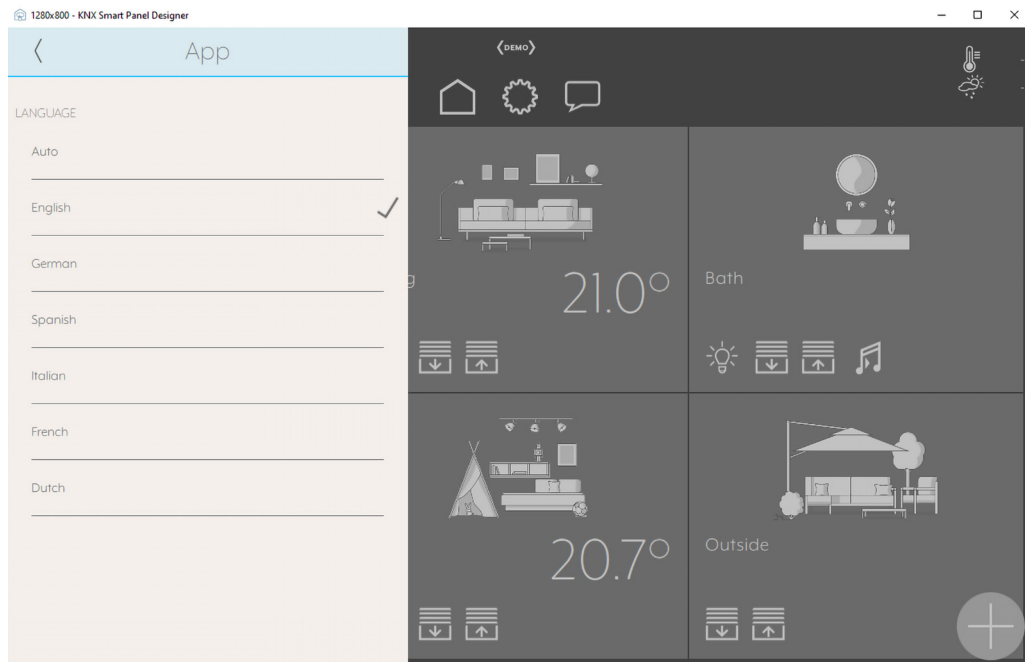 1280x800 - KNX Smart Panel Designer
App
DEMO
LANGUAGE
Auto
English
German
Spanish
Italian
French
Dutch
g
21.0°
Bath
20.7°
Outside